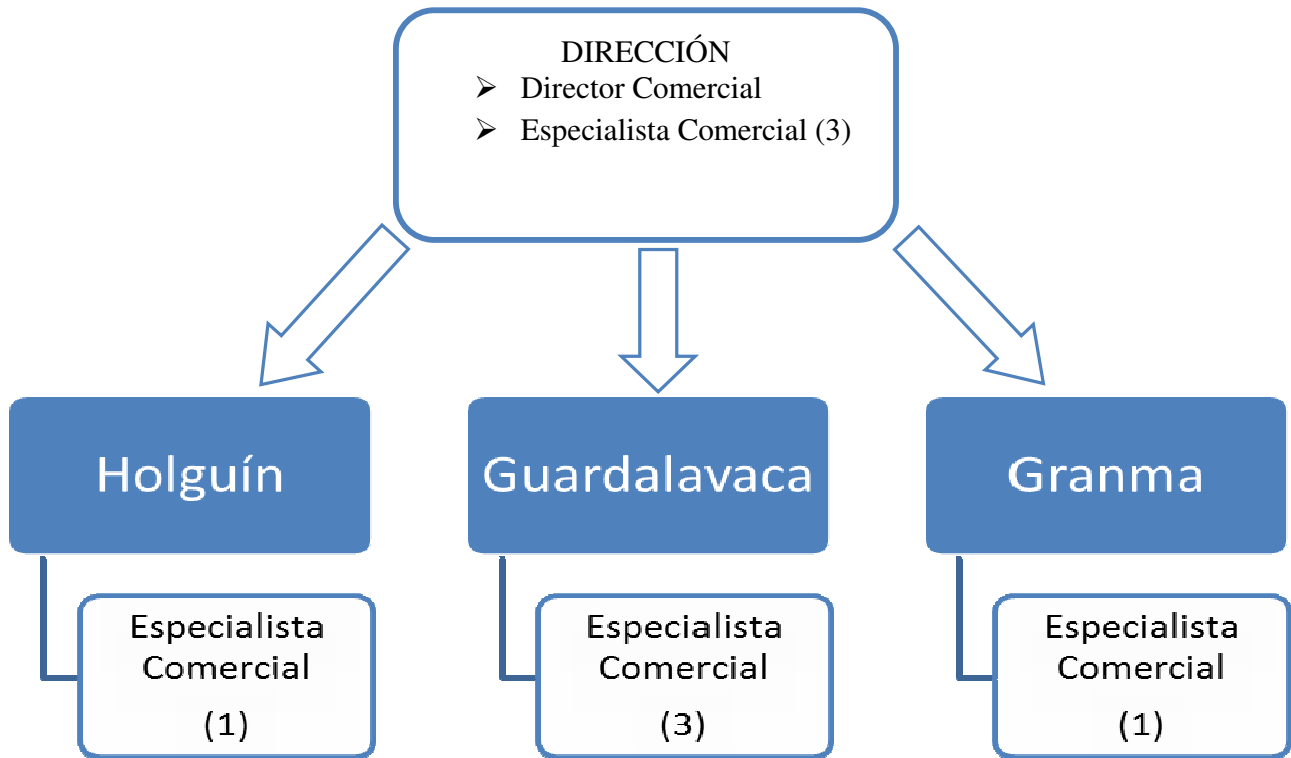 DIRECCIÓN
➢ Director Comercial
➢ Especialista Comercial (3)
Holguín
Guardalavaca
Granma
Especialista
Comercial
(1)
Especialista
Comercial
(3)
Especialista
Comercial
(1)